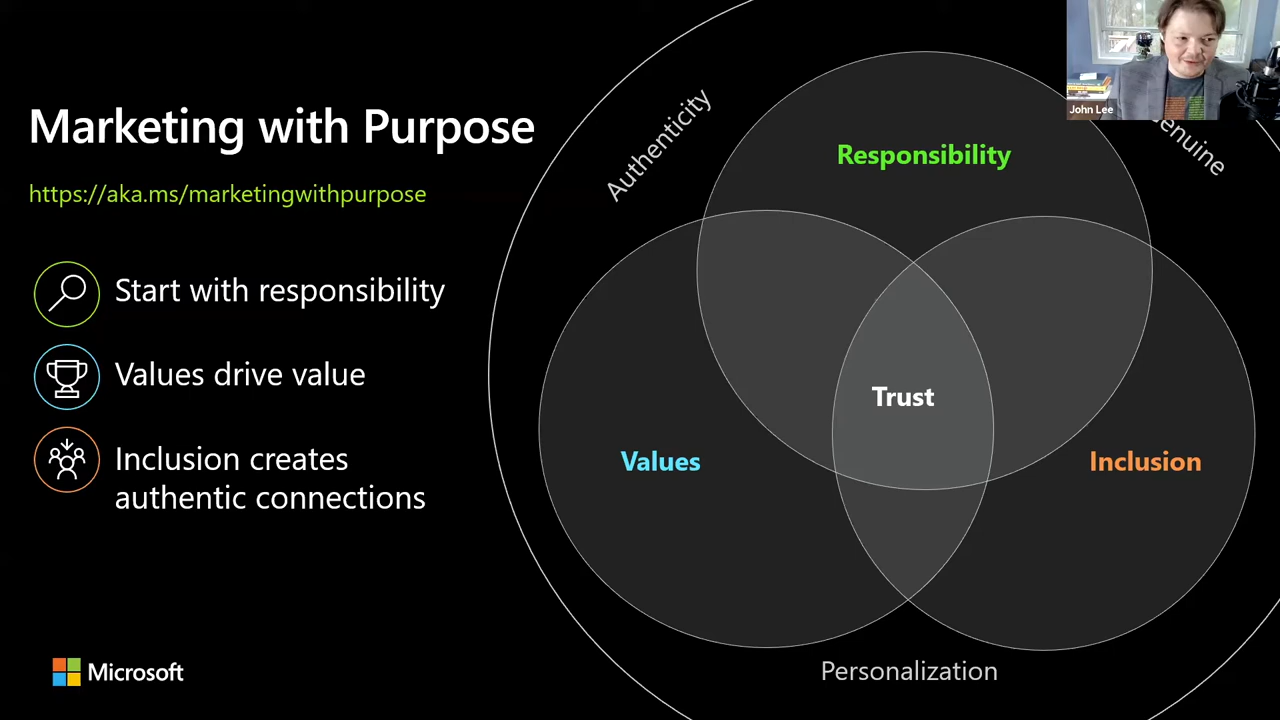 Marketing with Purpose
https://aka.ms/marketingwithpurpose
Start with responsibility
Values drive value
Inclusion creates
authentic connections
Microsoft
Authenticity
Responsibility
Trust
Values
Inclusion
Personalization
John Lee